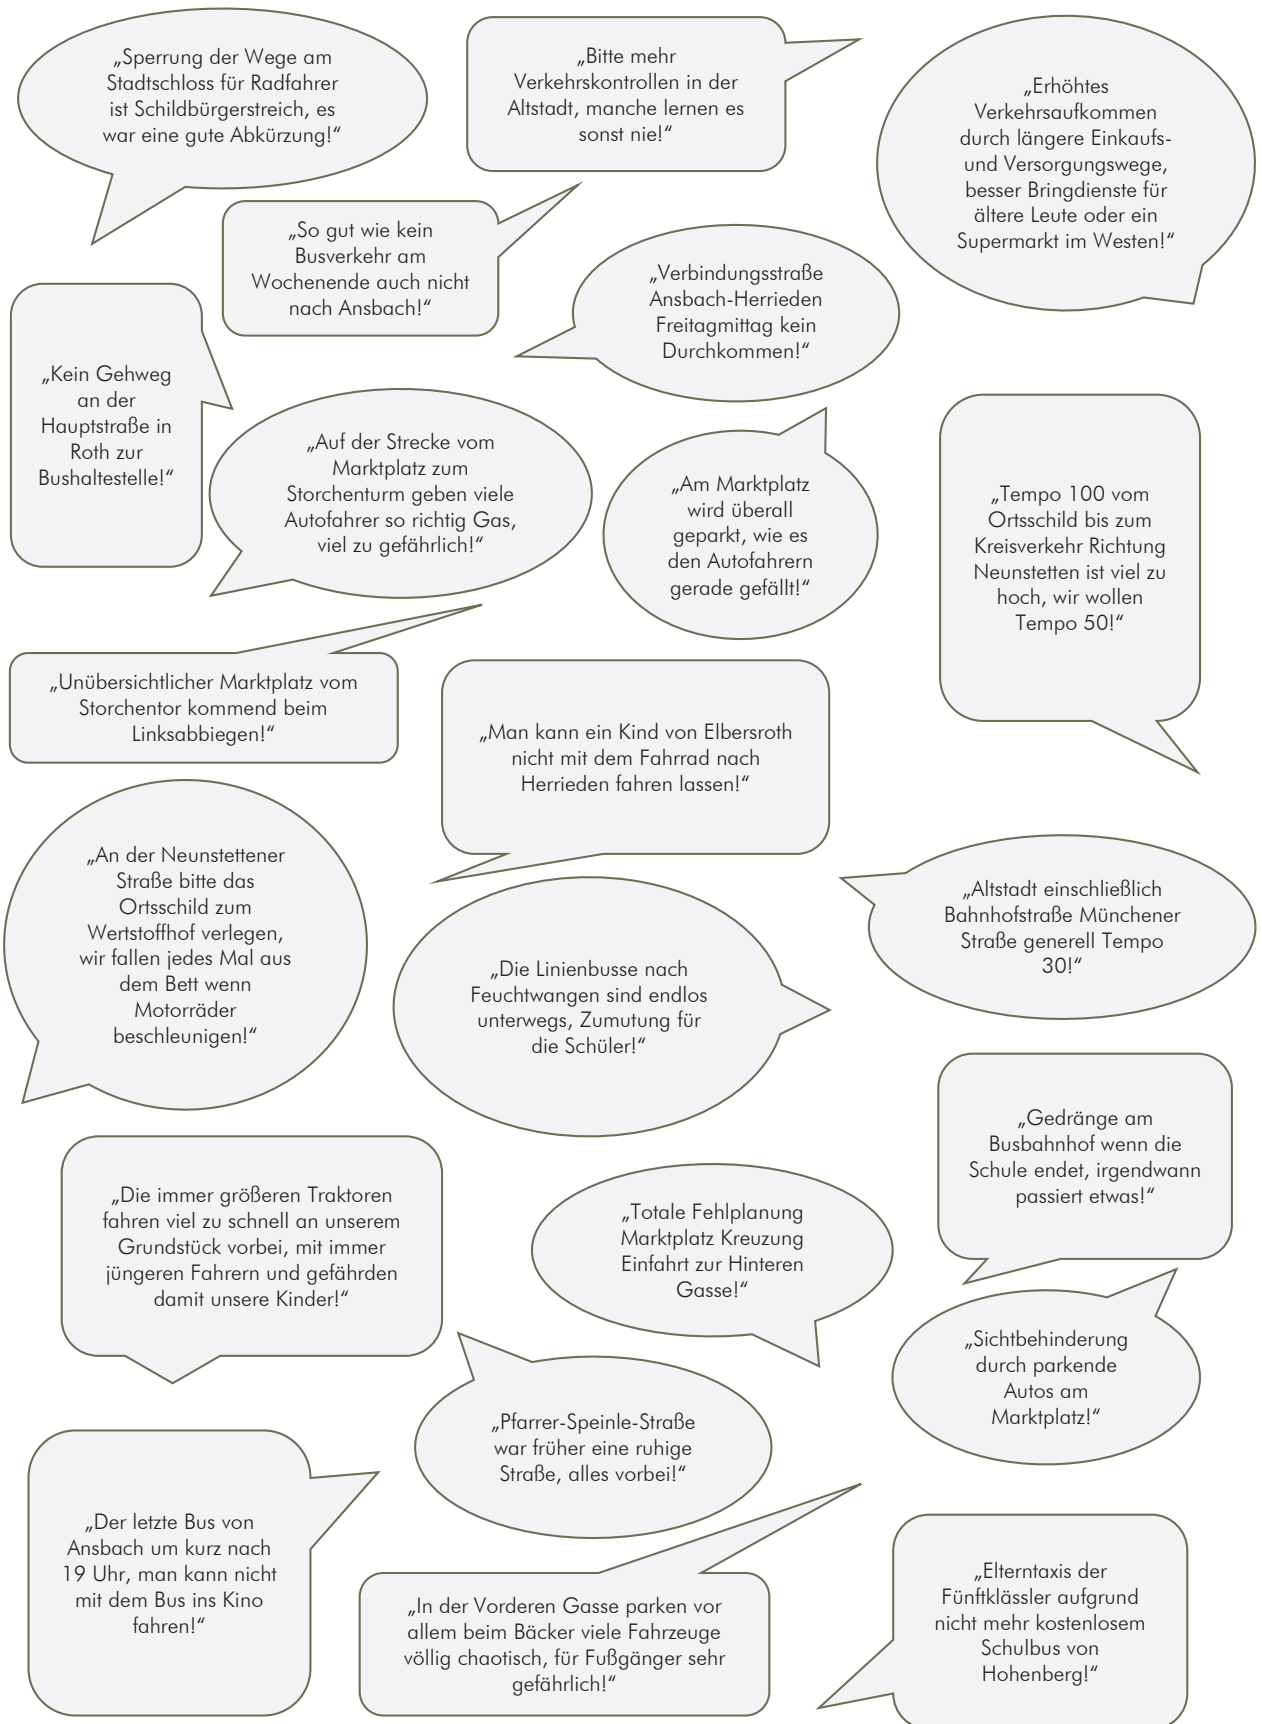 „Sperrung der Wege am
Stadtschloss für Radfahrer
ist Schildbürgerstreich, es
war eine gute Abkürzung!“
„Bitte mehr
Verkehrskontrollen in der
Altstadt, manche lernen es
sonst nie!“
„Erhöhtes
Verkehrsaufkommen
durch längere Einkaufs-
und Versorgungswege,
besser Bringdienste für
ältere Leute oder ein
Supermarkt im Westen!“
„So gut wie kein
Busverkehr am
Wochenende auch nicht
nach Ansbach!“
„Verbindungsstraße
Ansbach-Herrieden
Freitagmittag kein
Durchkommen!“
„Kein Gehweg
an der
Hauptstraße in
Roth zur
Bushaltestelle!“
„Auf der Strecke vom
Marktplatz zum
Storchenturm geben viele
Autofahrer so richtig Gas,
viel zu gefährlich!“
„Am Marktplatz
wird überall
geparkt, wie es
den Autofahrern
gerade gefällt!“
„Tempo 100 vom
Ortsschild bis zum
Kreisverkehr Richtung
Neunstetten ist viel zu
hoch, wir wollen
Tempo 50!“
„Unübersichtlicher Marktplatz vom
Storchentor kommend beim
Linksabbiegen!“
„Man kann ein Kind von Elbersroth
nicht mit dem Fahrrad nach
Herrieden fahren lassen!“
„An der Neunstettener
Straße bitte das
Ortsschild zum
Wertstoffhof verlegen,
wir fallen jedes Mal aus
dem Bett wenn
Motorräder
beschleunigen!“
„Altstadt einschließlich
Bahnhofstraße Münchener
Straße generell Tempo
30!“
„Die Linienbusse nach
Feuchtwangen sind endlos
unterwegs, Zumutung für
die Schüler!“
„Gedränge am
Busbahnhof wenn die
Schule endet, irgendwann
passiert etwas!“
„Die immer größeren Traktoren
fahren viel zu schnell an unserem
Grundstück vorbei, mit immer
jüngeren Fahrern und gefährden
damit unsere Kinder!“
„Totale Fehlplanung
Marktplatz Kreuzung
Einfahrt zur Hinteren
Gasse!“
„Sichtbehinderung
durch parkende
Autos am
Marktplatz!“
„Pfarrer-Speinle-Straße
war früher eine ruhige
Straße, alles vorbei!“
„Der letzte Bus von
Ansbach um kurz nach
19 Uhr, man kann nicht
mit dem Bus ins Kino
fahren!“
„In der Vorderen Gasse parken vor
allem beim Bäcker viele Fahrzeuge
völlig chaotisch, für Fußgänger sehr
gefährlich!“
„Elterntaxis der
Fünftklässler aufgrund
nicht mehr kostenlosem
Schulbus von
Hohenberg!“